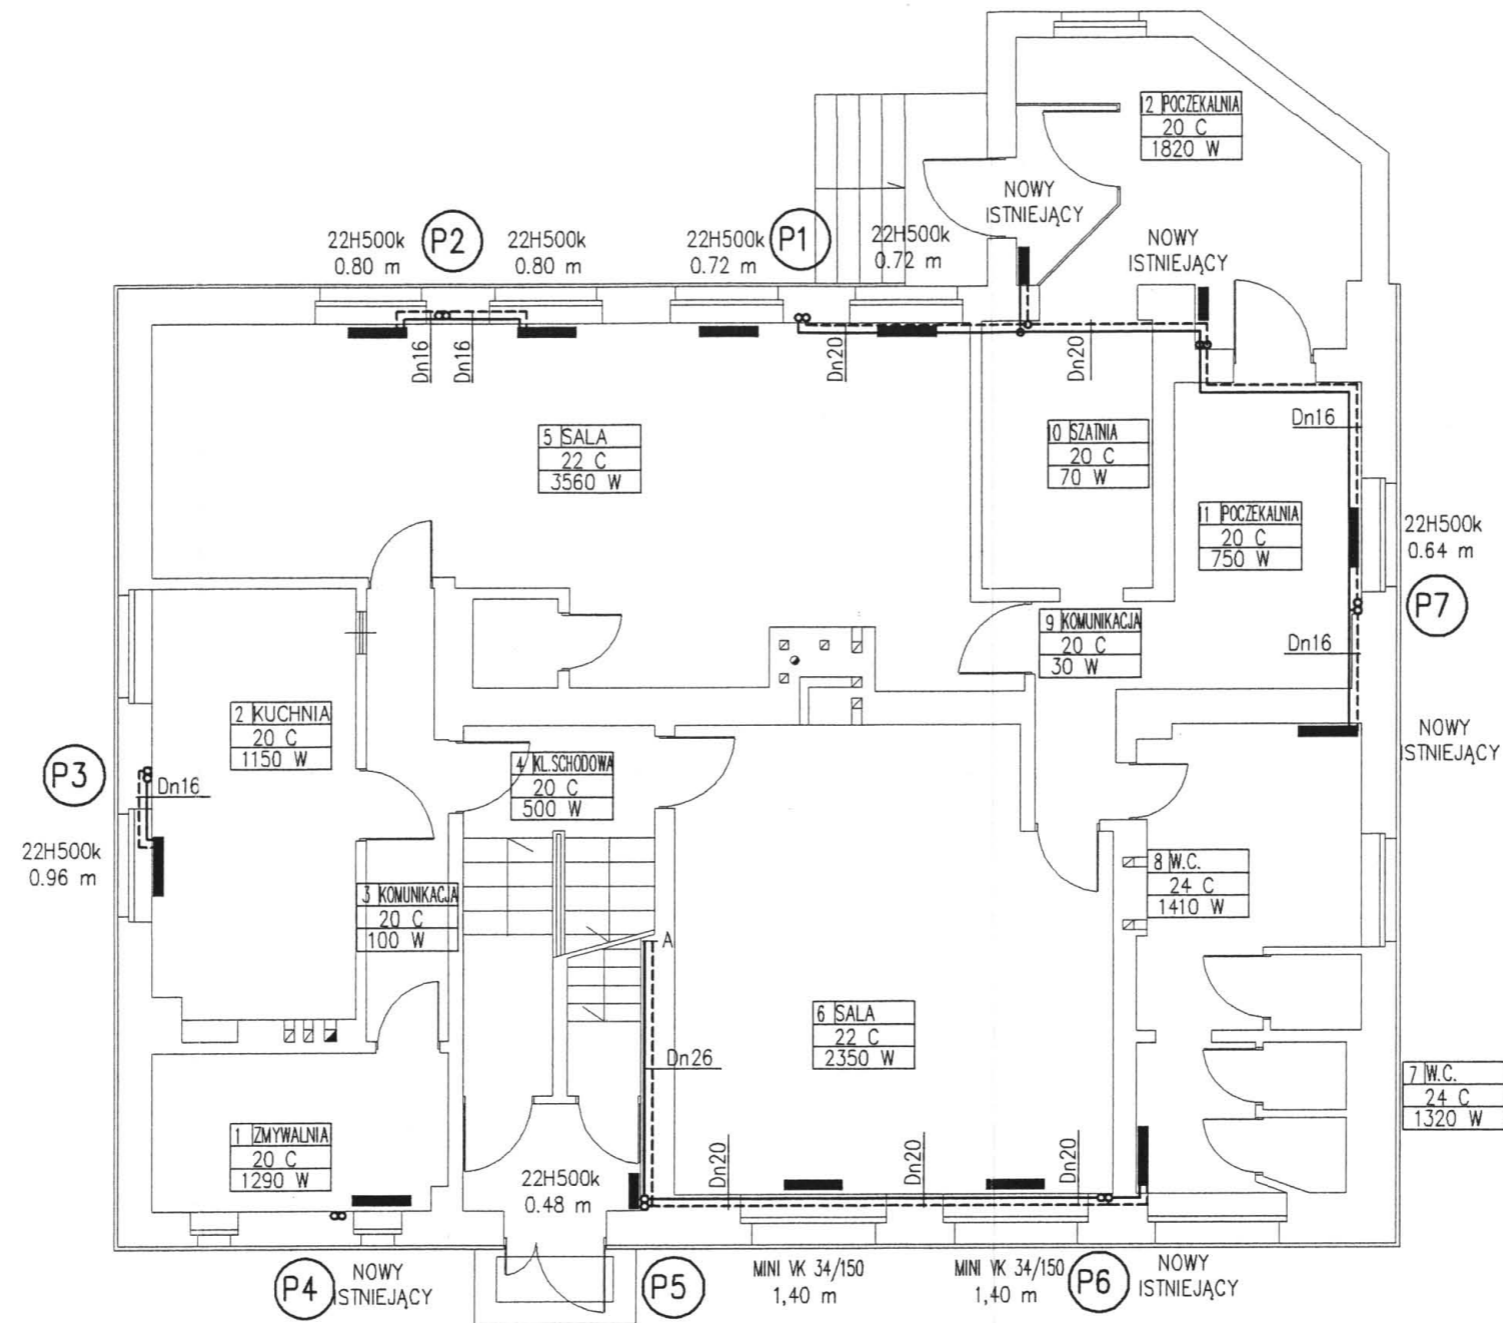 12 POCZEKALNIA
20 C
1820 W
NOWY
ISTNIEJĄCY
NOWY
ISTNIEJĄCY
22H500k
0.80 m
P2
22H500k
0.80 m
22H500k
0.72 m
P1
22H500k
0.72 m
Dn16
Dn16
Dn20
Dn20
Dn16
5 SALA
22 C
3560 W
10 SZATNIA
20 C
70 W
11 POCZEKALNIA
20 C
750 W
22H500k
0.64 m
P7
9 KOMUNIKACJA
20 C
30 W
Dn16
2 KUCHNIA
20 C
1150 W
NOWY
ISTNIEJĄCY
P3
Dn16
4 KL.SCHODOWA
20 C
500 W
22H500k
0.96 m
3 KOMUNIKACJA
20 C
100 W
8 W.C.
24 C
1410 W
A
6 SALA
22 C
2350 W
Dn26
7 W.C.
24 C
1320 W
1 ZMYWALNIA
20 C
1290 W
22H500k
0.48 m
Dn20
Dn20
Dn20
P4
NOWY
ISTNIEJĄCY
P5
MINI VK 34/150
1,40 m
MINI VK 34/150
1,40 m
P6
NOWY
ISTNIEJĄCY